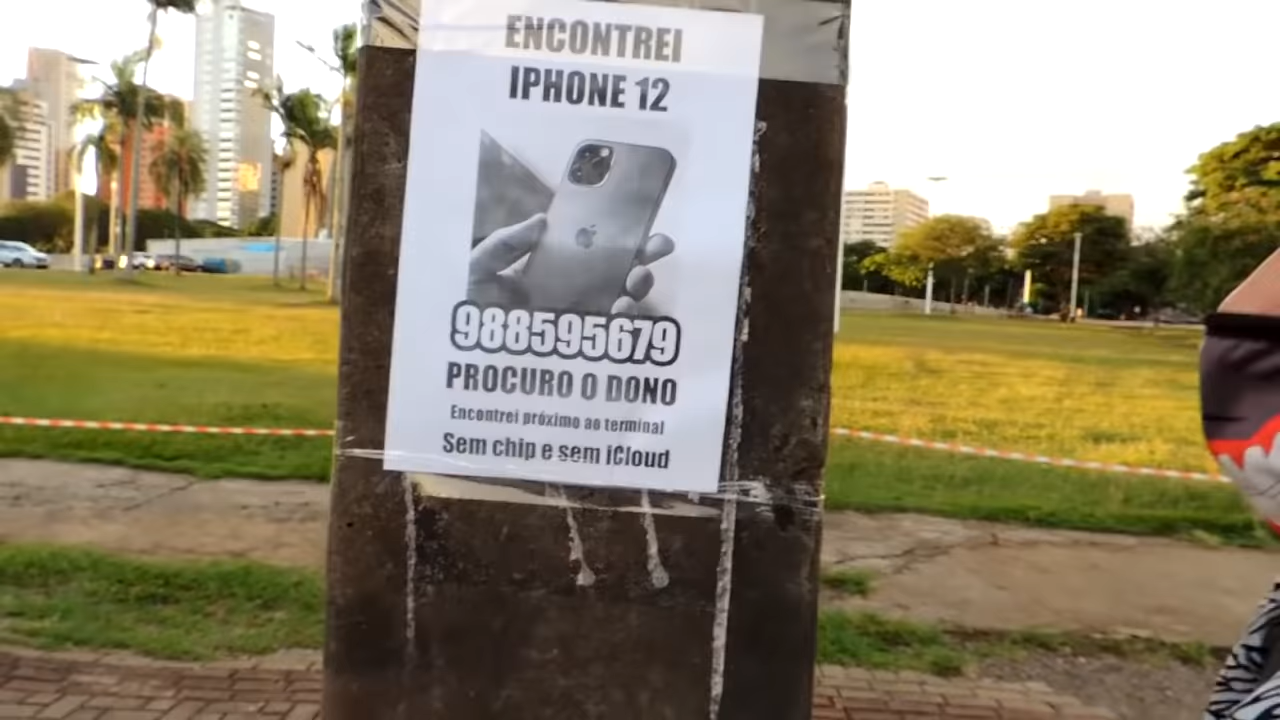 ENCONTREI
IPHONE 12
988595679
PROCURO O DONO
Encontrei próximo ao terminal
Sem chip e sem iCloud